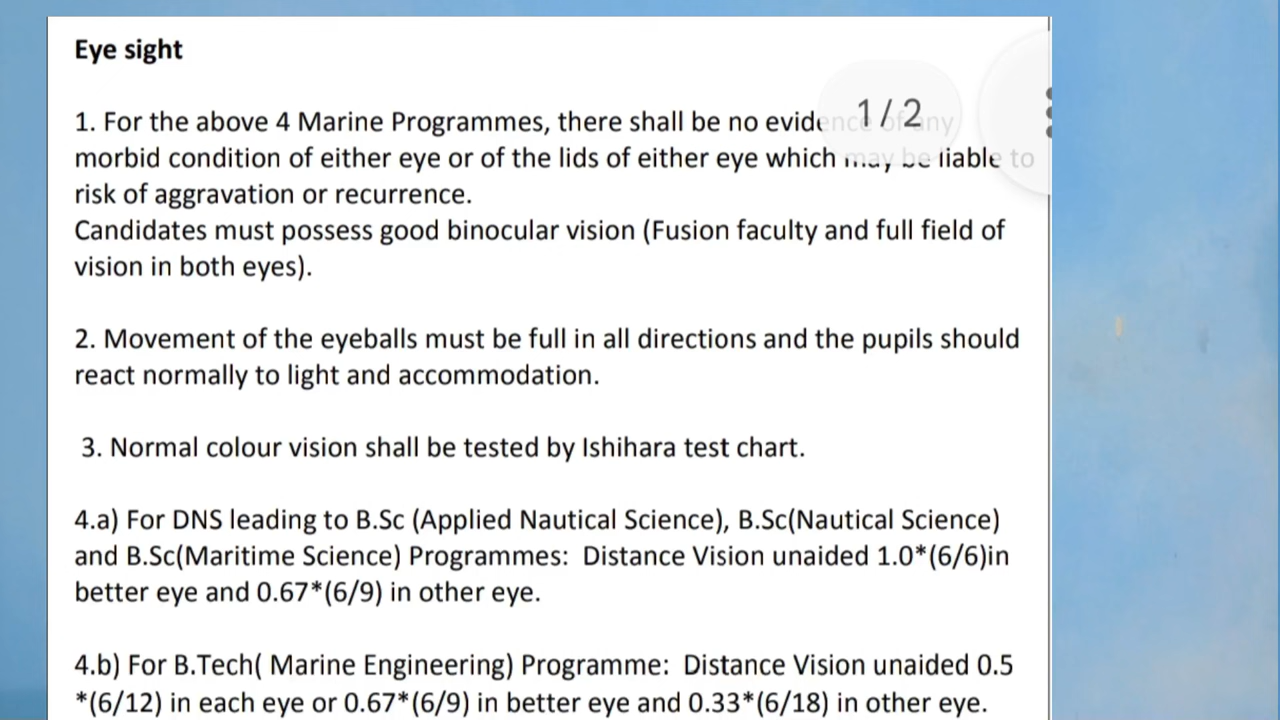 Eye sight
1/2
1. For the above 4 Marine Programmes, there shall be no evidence of any
morbid condition of either eye or of the lids of either eye which may be liable to
risk of aggravation or recurrence.
Candidates must possess good binocular vision (Fusion faculty and full field of
vision in both eyes).
2. Movement of the eyeballs must be full in all directions and the pupils should
react normally to light and accommodation.
3. Normal colour vision shall be tested by Ishihara test chart.
4.a) For DNS leading to B.Sc (Applied Nautical Science), B.Sc(Nautical Science)
and B.Sc(Maritime Science) Programmes: Distance Vision unaided 1.0*(6/6)in
better eye and 0.67*(6/9) in other eye.
4.b) For B.Tech( Marine Engineering) Programme: Distance Vision unaided 0.5
*(6/12) in each eye or 0.67*(6/9) in better eye and 0.33*(6/18) in other eye.